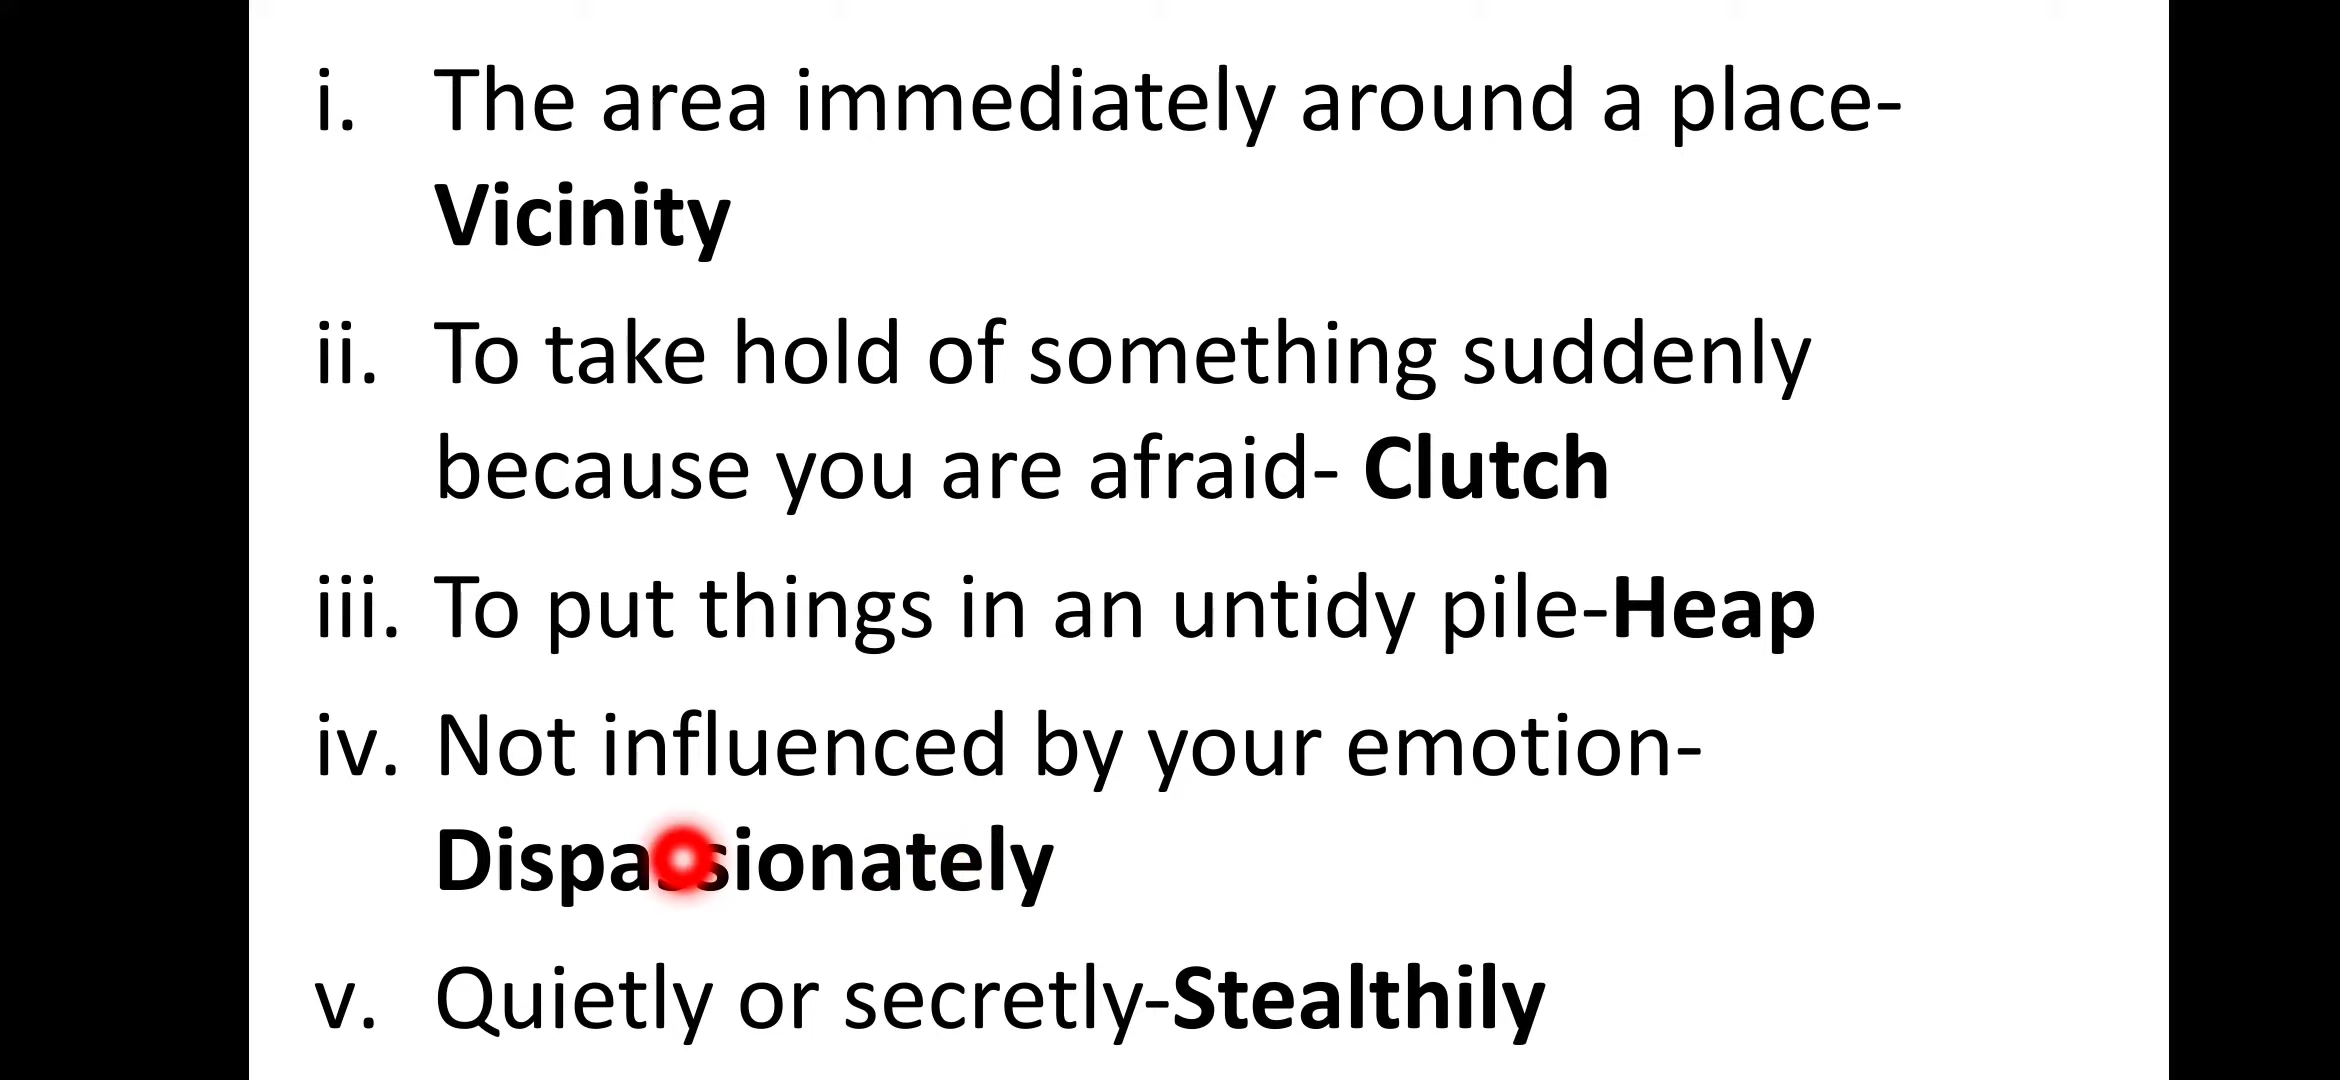 i. The area immediately around a place-
Vicinity
ii. To take hold of something suddenly
because you are afraid- Clutch
iii. To put things in an untidy pile-Heap
iv. Not influenced by your emotion-
Dispassionately
v. Quietly or secretly-Stealthily